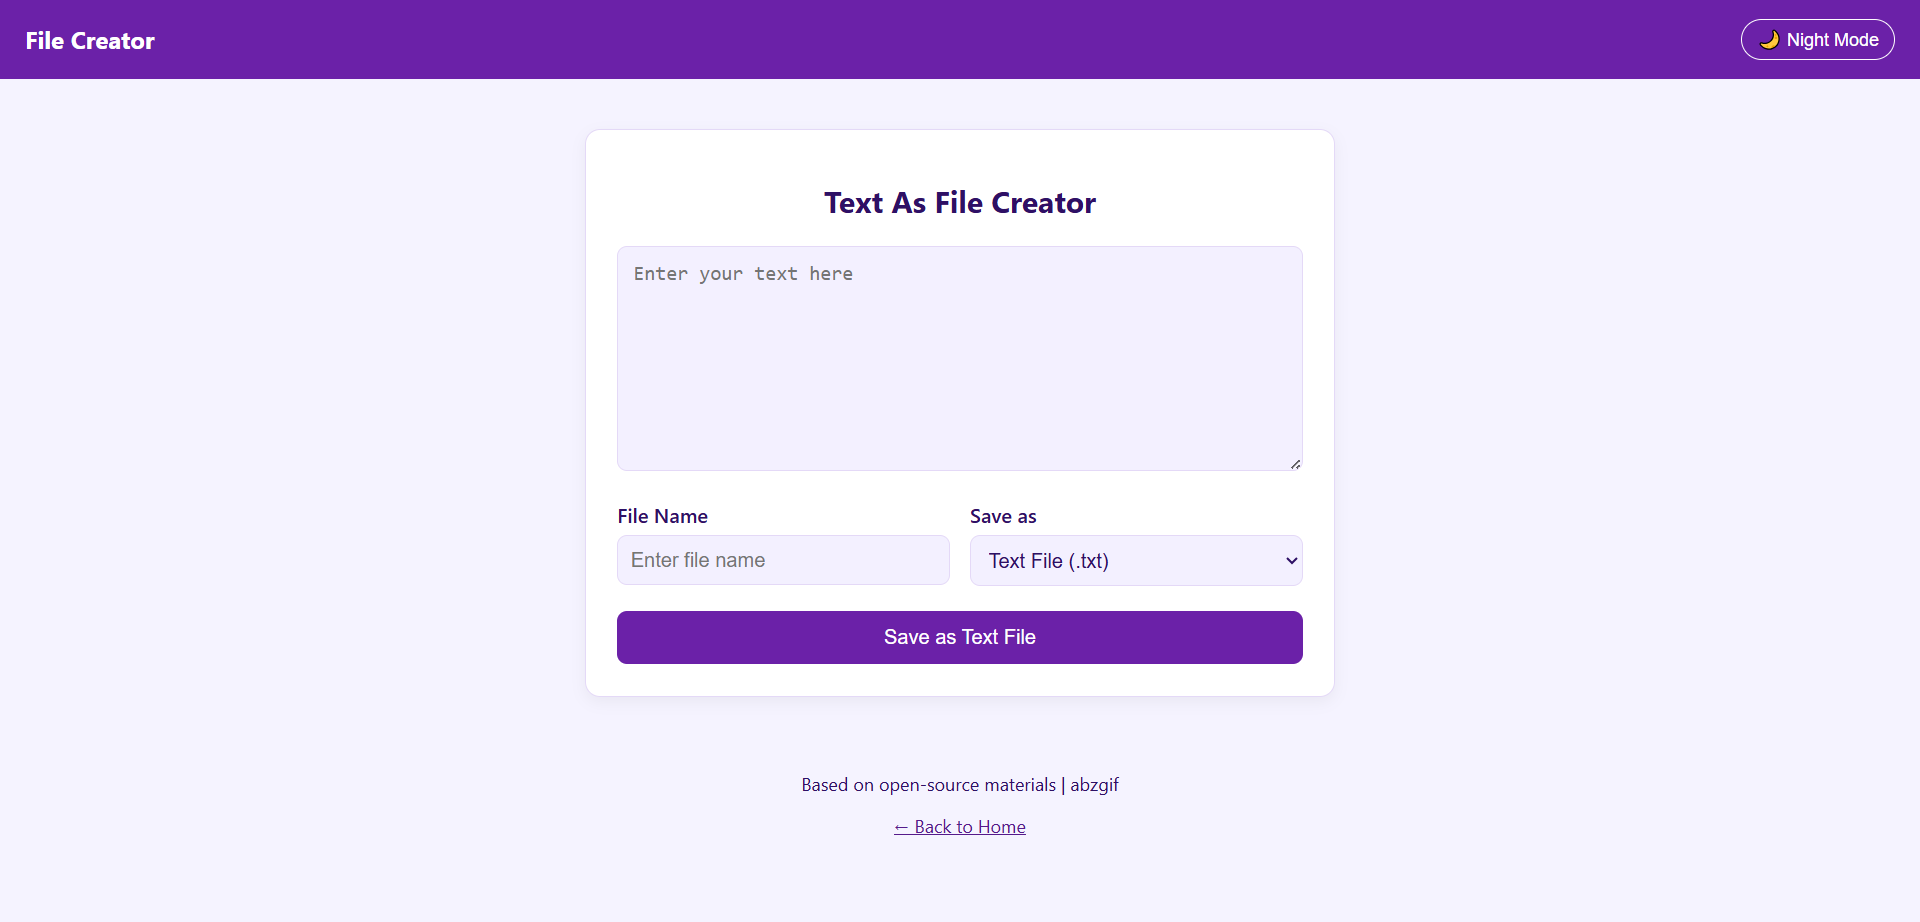 File Creator
🌙 Night Mode
Text As File Creator
Enter your text here
File Name
Save as
Enter file name
Text File (.txt)
Save as Text File
Based on open-source materials | abzgif
← Back to Home